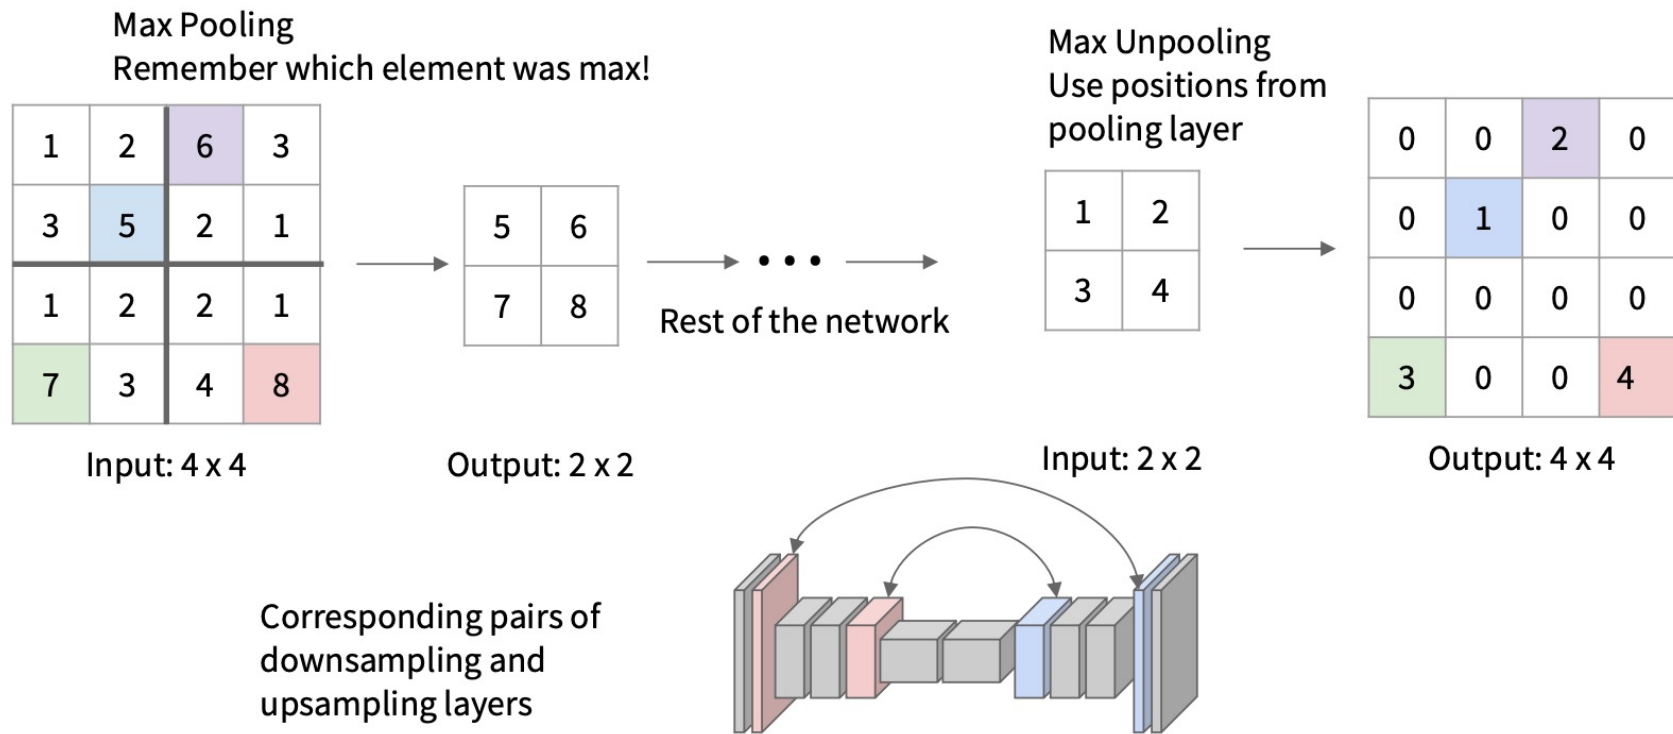 Max Pooling
Remember which element was max!
1 2 6 3
3 5 2 1
1 2 2 1
7 3 4 8
Input: 4 x 4
5 6
7 8
Output: 2 x 2
• • •
Rest of the network
Max Unpooling
Use positions from
pooling layer
1 2
3 4
Input: 2 x 2
0 0 2 0
0 1 0 0
0 0 0 0
3 0 0 4
Output: 4 x 4
Corresponding pairs of
downsampling and
upsampling layers